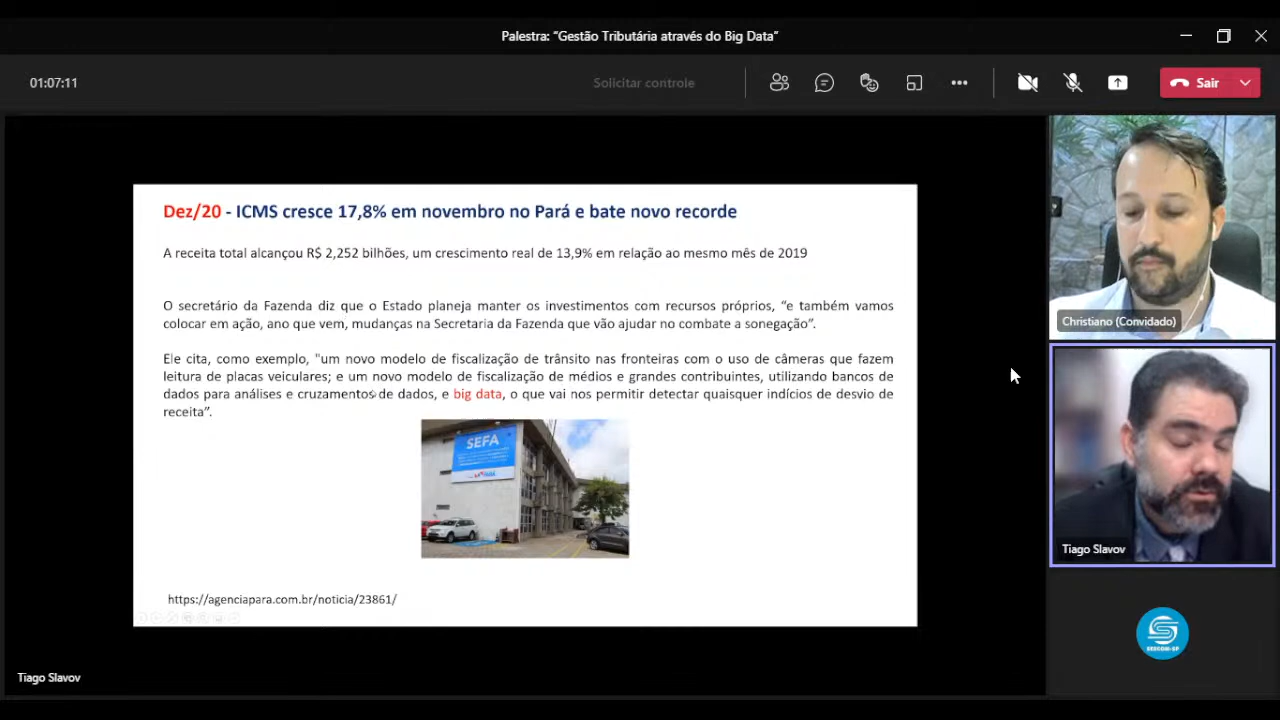 Palestra: “Gestão Tributária através do Big Data”
01:07:11
Solicitar controle
Sair
Dez/20 - ICMS cresce 17,8% em novembro no Pará e bate novo recorde
A receita total alcançou R$ 2,252 bilhões, um crescimento real de 13,9% em relação ao mesmo mês de 2019
O secretário da Fazenda diz que o Estado planeja manter os investimentos com recursos próprios, “e também vamos
colocar em ação, ano que vem, mudanças na Secretaria da Fazenda que vão ajudar no combate a sonegação”.
Ele cita, como exemplo, "um novo modelo de fiscalização de trânsito nas fronteiras com o uso de câmeras que fazem
leitura de placas veiculares; e um novo modelo de fiscalização de médios e grandes contribuintes, utilizando bancos de
dados para análises e cruzamentos de dados, e big data, o que vai nos permitir detectar quaisquer indícios de desvio de
receita”.
SEFA
PARÁ
https://agenciapara.com.br/noticia/23861/
Christiano (Convidado)
Tiago Slavov
SESCON-SP
Tiago Slavov